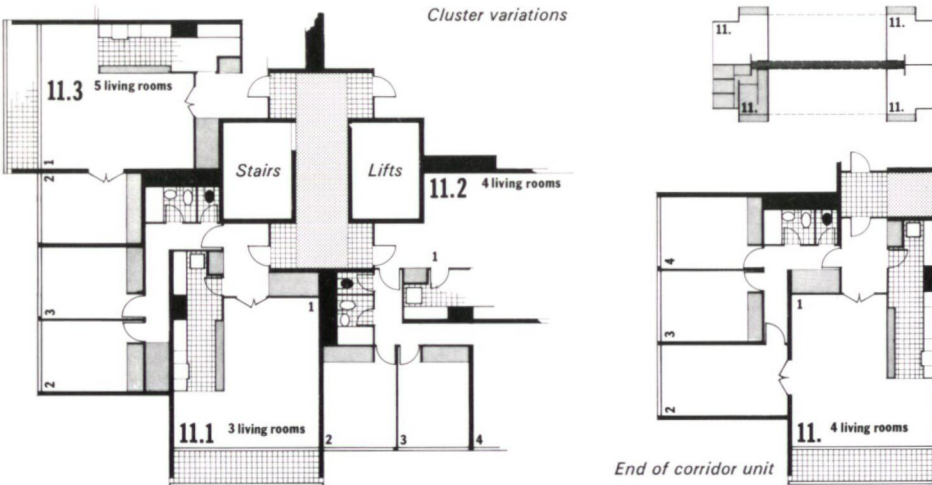 Cluster variations
11.3 5 living rooms
1
2
Stairs
Lifts
11.2 4 living rooms
1
3
2
1
11.1 3 living rooms
2
3
4
11.
11.
11.
11.
4
3
1
2
11. 4 living rooms
End of corridor unit